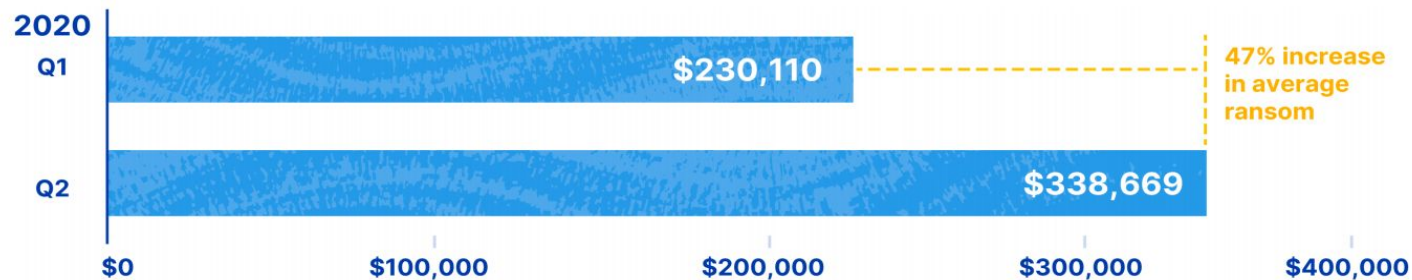 2020
Q1
$230,110
47% increase
in average
ransom
Q2
$338,669
$0
$100,000
$200,000
$300,000
$400,000